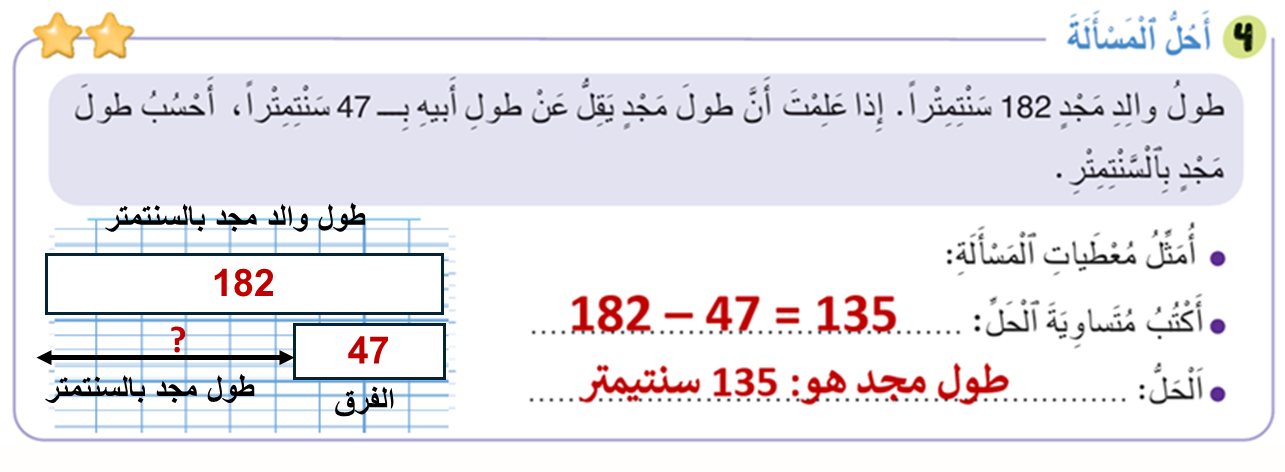 4 أَحُلُّ ٱلْمَسْأَلَةَ
طولُ والِدِ مَجْدٍ 182 سَنْتِمِتْراً. إِذا عَلِمْتَ أَنَّ طولَ مَجْدٍ يَقِلُّ عَنْ طولِ أَبيهِ بِـ 47 سَنْتِمِتْراً، أَحْسُبُ طولَ
مَجْدٍ بِٱلسَّنْتِمِتْرِ.
• أُمَثِّلُ مُعْطَياتِ ٱلْمَسْأَلَةِ:
طول والد مجد بالسنتمتر
182
?
47
طول مجد بالسنتمتر
الفرق
• أَكْتُبُ مُتَساوِيَةَ ٱلْحَلِّ: 182 – 47 = 135
• اَلْحَلُّ: طول مجد هو: 135 سنتيمتر